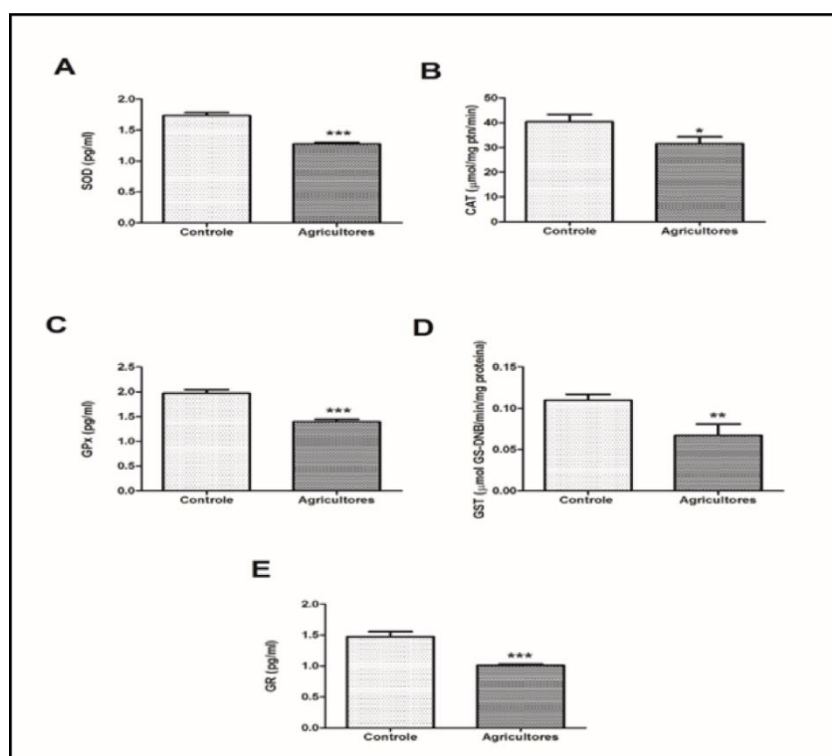 A
SOD (pg/ml)
2.0
1.5
1.0
0.5
0.0
***
Controle
Agricultores
B
CAT (µmol/mg ptn/min)
50
40
30
20
10
0
*
Controle
Agricultores
C
GPx (pg/ml)
2.5
2.0
1.5
1.0
0.5
0.0
***
Controle
Agricultores
D
GST (µmol GS-DNB/min/mg proteina)
0.15
0.10
0.05
0.00
**
Controle
Agricultores
E
GR (pg/ml)
2.0
1.5
1.0
0.5
0.0
***
Controle
Agricultores